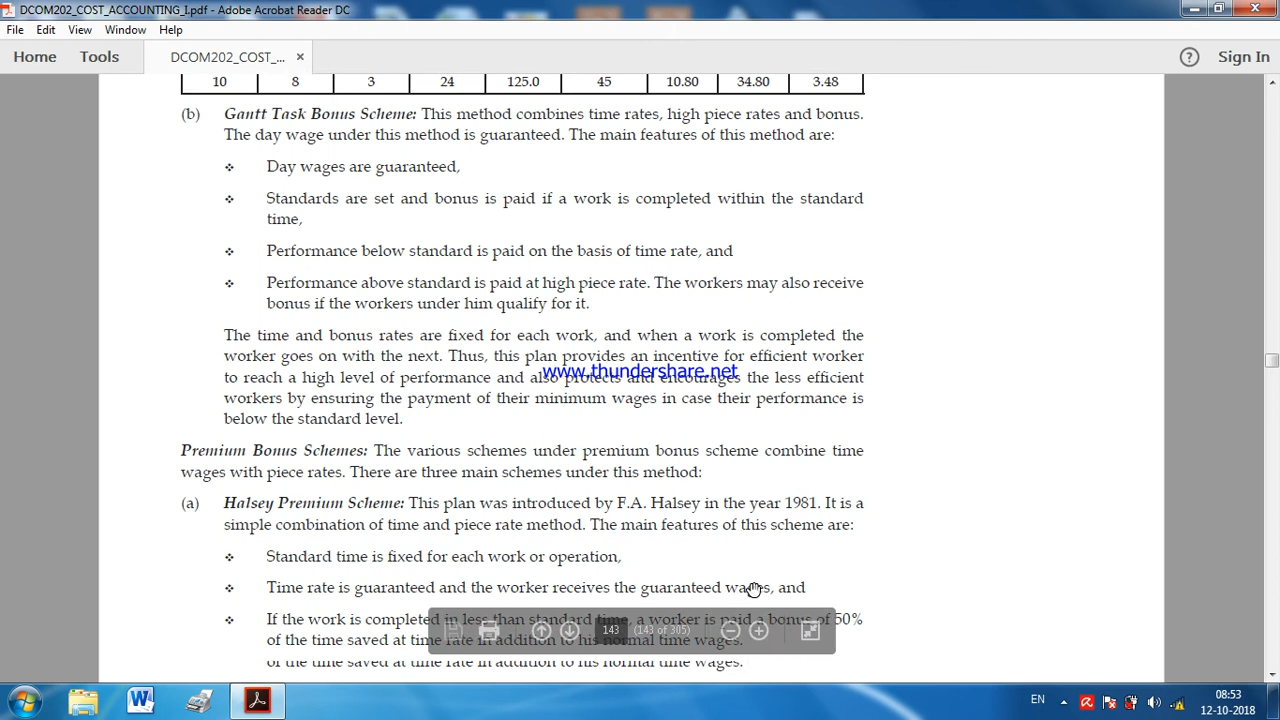 DCOM202_COST_ACCOUNTING_I.pdf - Adobe Acrobat Reader DC
File Edit View Window Help
Home Tools DCOM202_COST_... × ? Sign In
10 8 3 24 125.0 45 10.80 34.80 3.48
(b) Gantt Task Bonus Scheme: This method combines time rates, high piece rates and bonus.
The day wage under this method is guaranteed. The main features of this method are:
❖ Day wages are guaranteed,
❖ Standards are set and bonus is paid if a work is completed within the standard
time,
❖ Performance below standard is paid on the basis of time rate, and
❖ Performance above standard is paid at high piece rate. The workers may also receive
bonus if the workers under him qualify for it.
The time and bonus rates are fixed for each work, and when a work is completed the
worker goes on with the next. Thus, this plan provides an incentive for efficient worker
www.thundershare.net
to reach a high level of performance and also protects and encourages the less efficient
workers by ensuring the payment of their minimum wages in case their performance is
below the standard level.
Premium Bonus Schemes: The various schemes under premium bonus scheme combine time
wages with piece rates. There are three main schemes under this method:
(a) Halsey Premium Scheme: This plan was introduced by F.A. Halsey in the year 1981. It is a
simple combination of time and piece rate method. The main features of this scheme are:
❖ Standard time is fixed for each work or operation,
❖ Time rate is guaranteed and the worker receives the guaranteed wages, and
❖ If the work is completed in less than standard time, a worker is paid a bonus of 50%
143 (143 of 305)
of the time saved at time rate in addition to his normal time wages.
of the time saved at time rate in addition to his normal time wages.
EN 08:53
12-10-2018